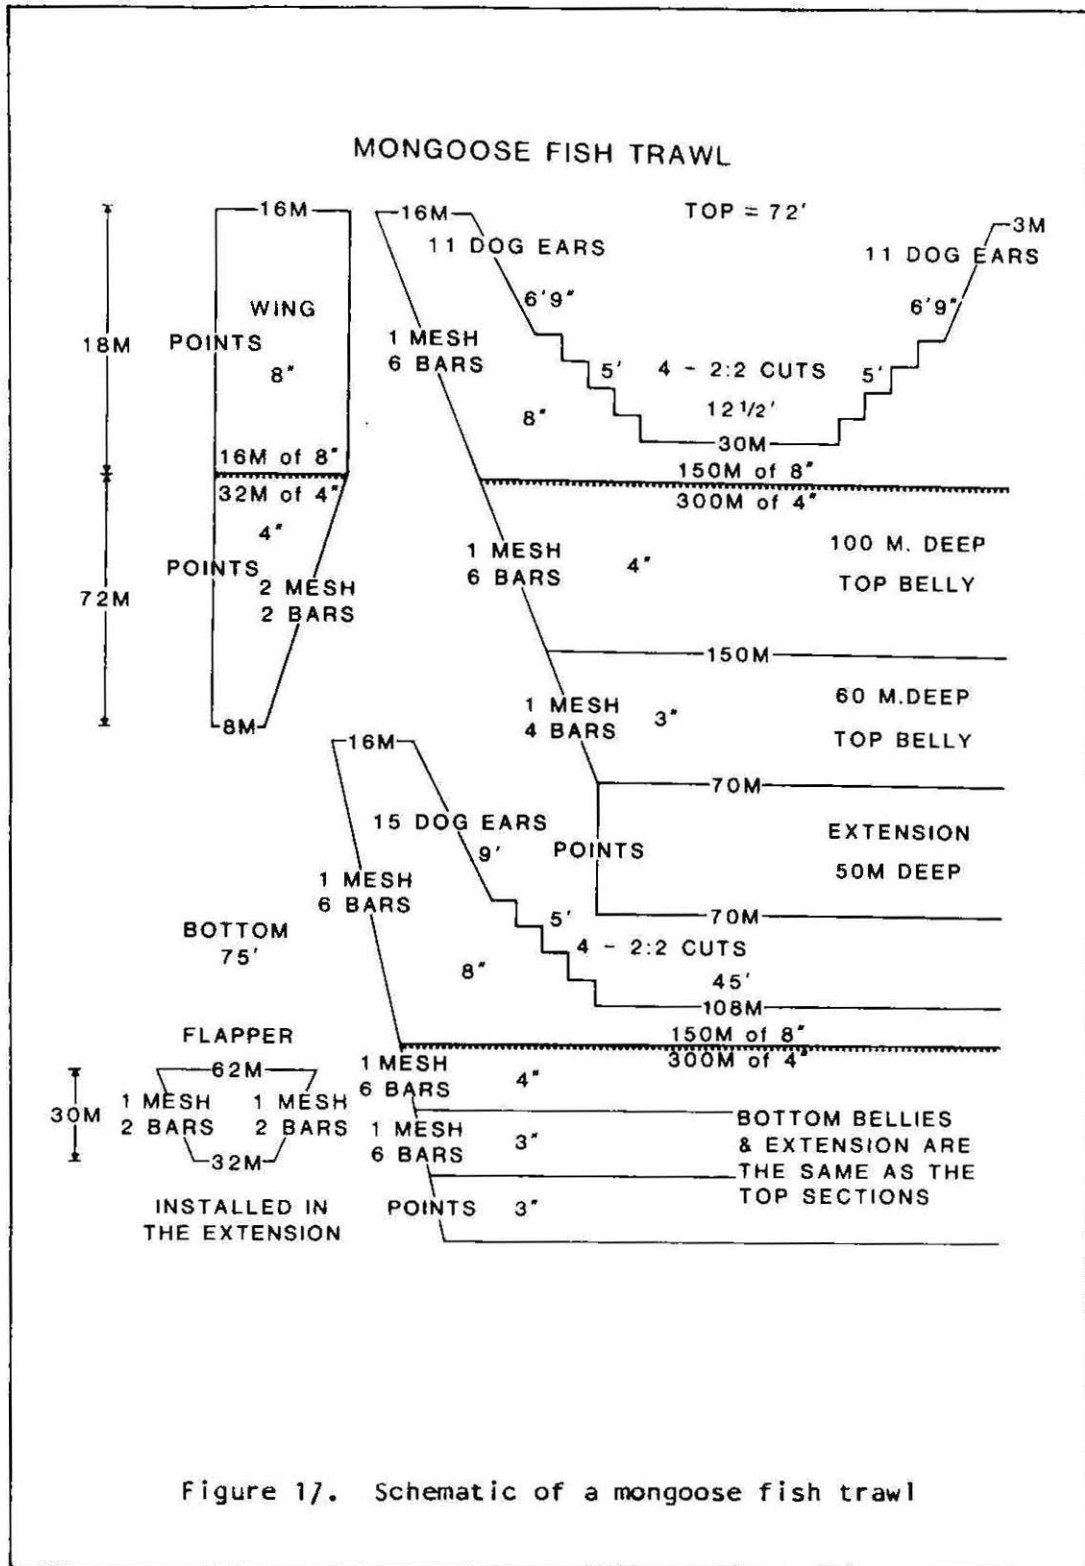 MONGOOSE FISH TRAWL
16M
18M
WING
POINTS
8"
16M of 8"
32M of 4"
4"
72M
POINTS
2 MESH
2 BARS
8M
16M
TOP = 72'
3M
11 DOG EARS
11 DOG EARS
6'9"
6'9"
1 MESH
6 BARS
5'
4 - 2:2 CUTS
5'
8"
12 1/2'
30M
150M of 8"
300M of 4"
1 MESH
6 BARS
4"
100 M. DEEP
TOP BELLY
150M
1 MESH
4 BARS
3"
60 M.DEEP
TOP BELLY
70M
POINTS
EXTENSION
50M DEEP
70M
16M
15 DOG EARS
9'
1 MESH
6 BARS
BOTTOM
75'
5'
4 - 2:2 CUTS
8"
45'
108M
150M of 8"
300M of 4"
FLAPPER
62M
30M
1 MESH
2 BARS
1 MESH
2 BARS
32M
INSTALLED IN
THE EXTENSION
1 MESH
6 BARS
4"
1 MESH
6 BARS
3"
POINTS
3"
BOTTOM BELLIES
& EXTENSION ARE
THE SAME AS THE
TOP SECTIONS
Figure 17. Schematic of a mongoose fish trawl